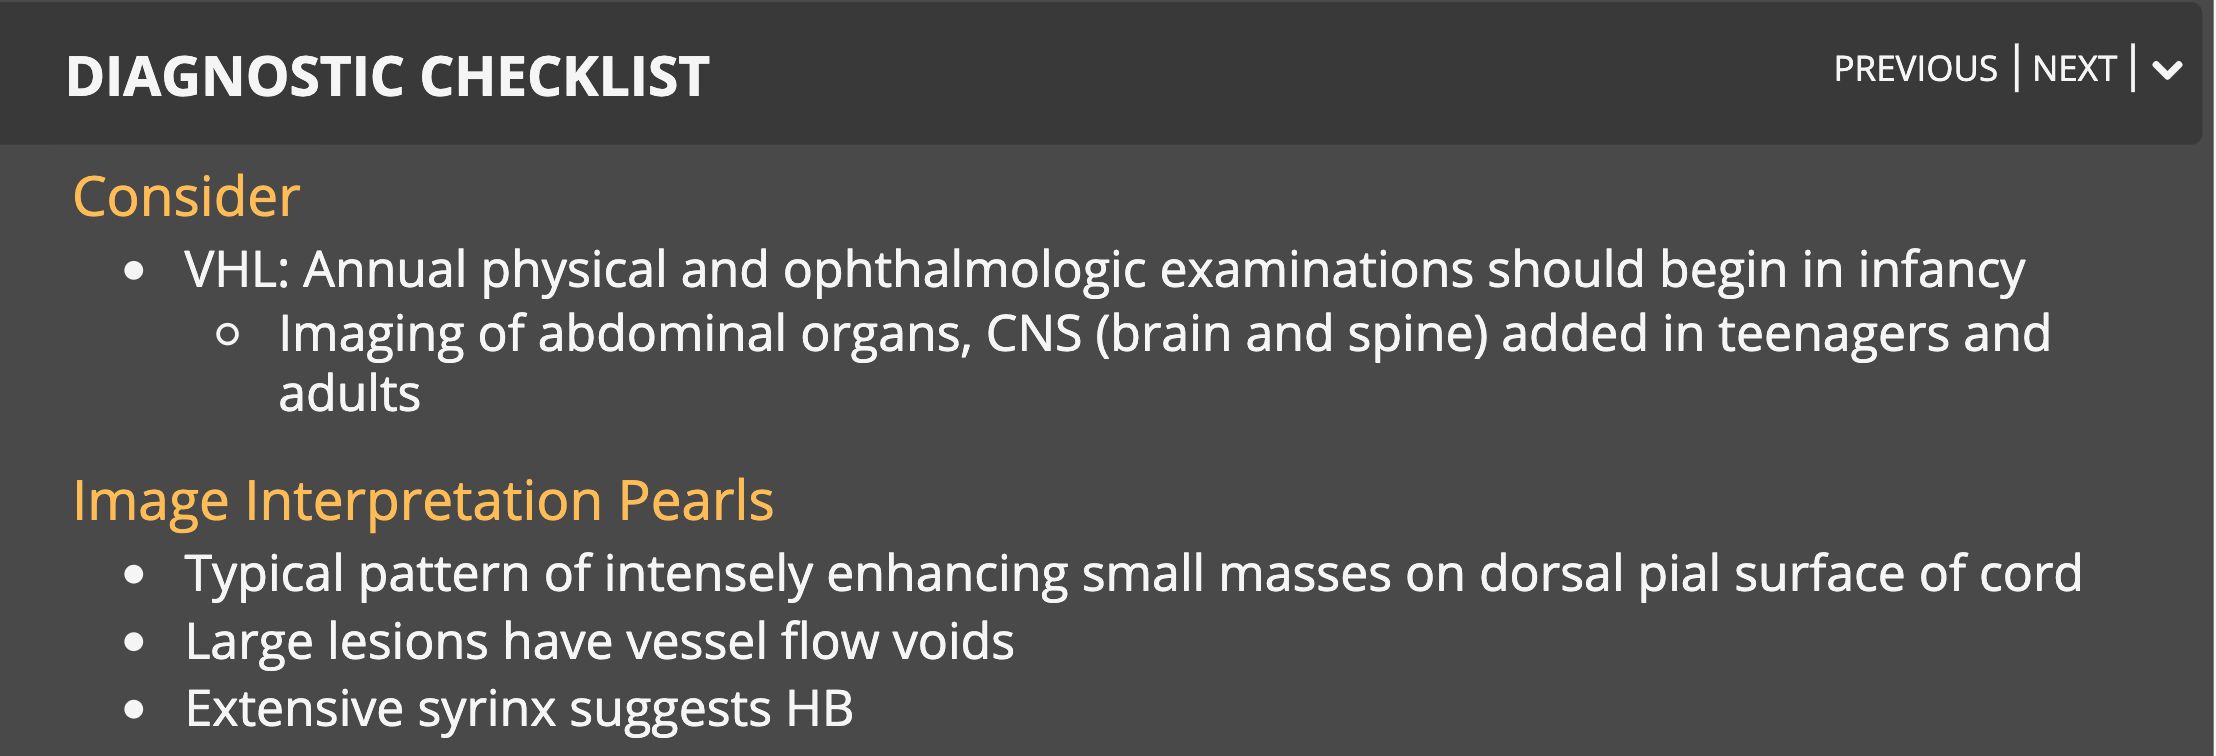 DIAGNOSTIC CHECKLIST
PREVIOUS | NEXT |
Consider
• VHL: Annual physical and ophthalmologic examinations should begin in infancy
○ Imaging of abdominal organs, CNS (brain and spine) added in teenagers and
adults
Image Interpretation Pearls
• Typical pattern of intensely enhancing small masses on dorsal pial surface of cord
• Large lesions have vessel flow voids
• Extensive syrinx suggests HB